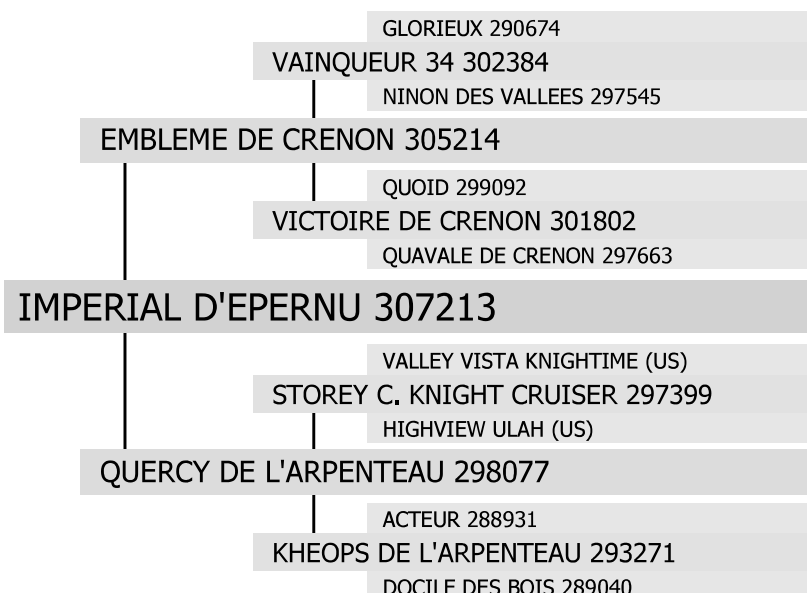 GLORIEUX 290674
VAINQUEUR 34 302384
NINON DES VALLEES 297545
EMBLEME DE CRENON 305214
QUOID 299092
VICTOIRE DE CRENON 301802
QUAVALE DE CRENON 297663
IMPERIAL D'EPERNU 307213
VALLEY VISTA KNIGHTIME (US)
STOREY C. KNIGHT CRUISER 297399
HIGHVIEW ULAH (US)
QUERCY DE L'ARPENTEAU 298077
ACTEUR 288931
KHEOPS DE L'ARPENTEAU 293271
DOCILE DES BOIS 289040